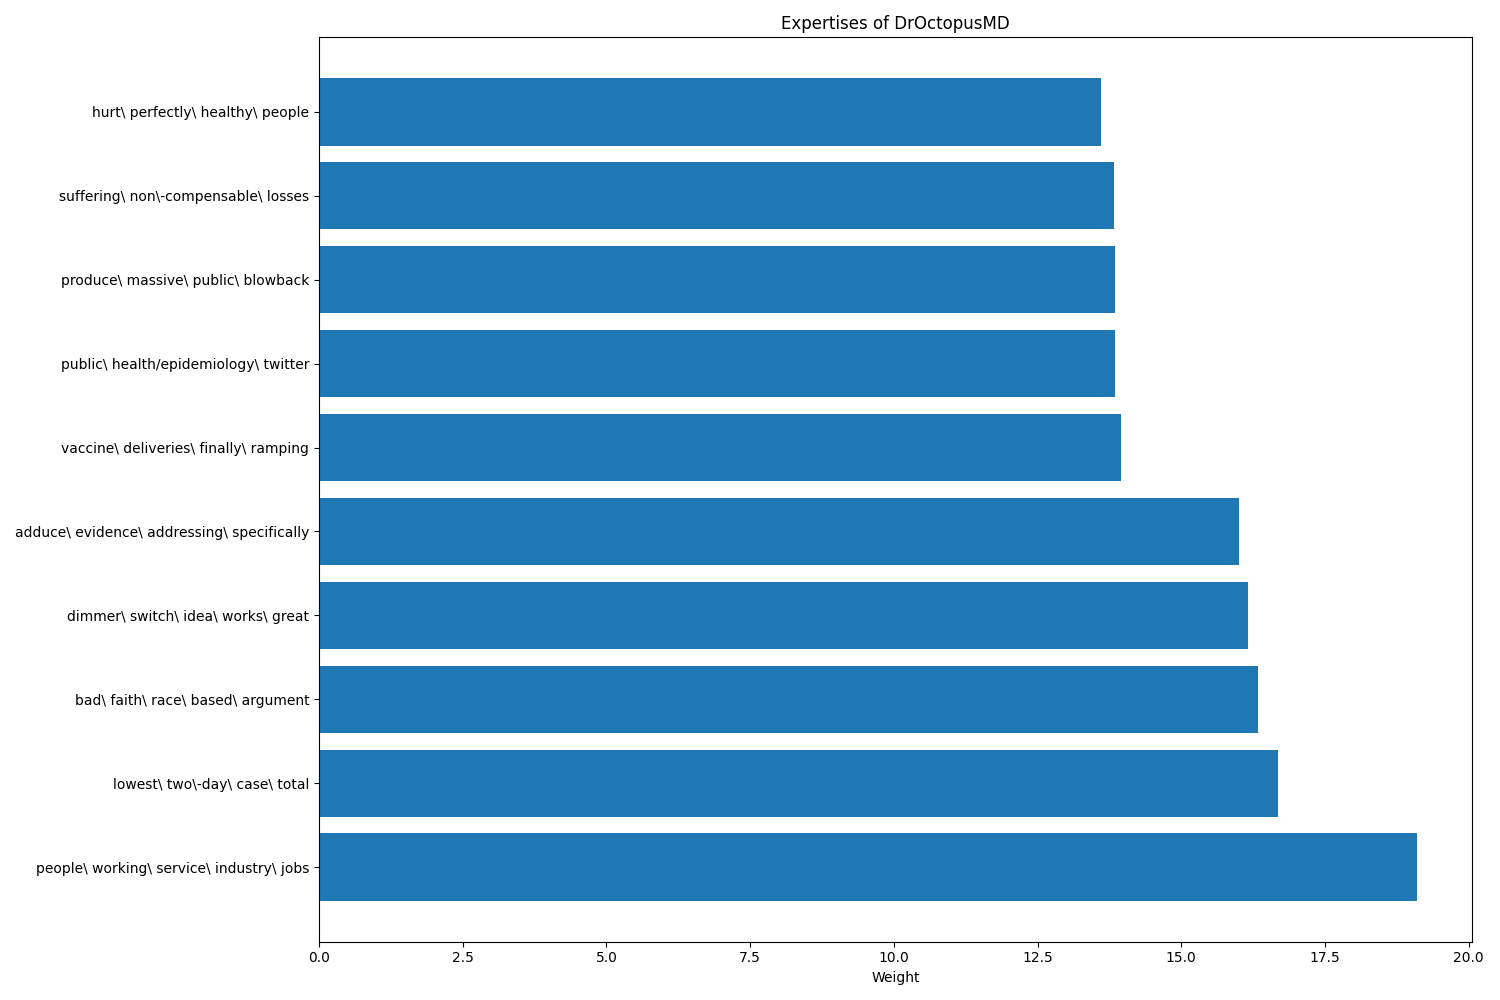 Expertises of DrOctopusMD
hurt\ perfectly\ healthy\ people
suffering\ non\-compensable\ losses
produce\ massive\ public\ blowback
public\ health/epidemiology\ twitter
vaccine\ deliveries\ finally\ ramping
adduce\ evidence\ addressing\ specifically
dimmer\ switch\ idea\ works\ great
bad\ faith\ race\ based\ argument
lowest\ two\-day\ case\ total
people\ working\ service\ industry\ jobs
0.0 2.5 5.0 7.5 10.0 12.5 15.0 17.5 20.0
Weight